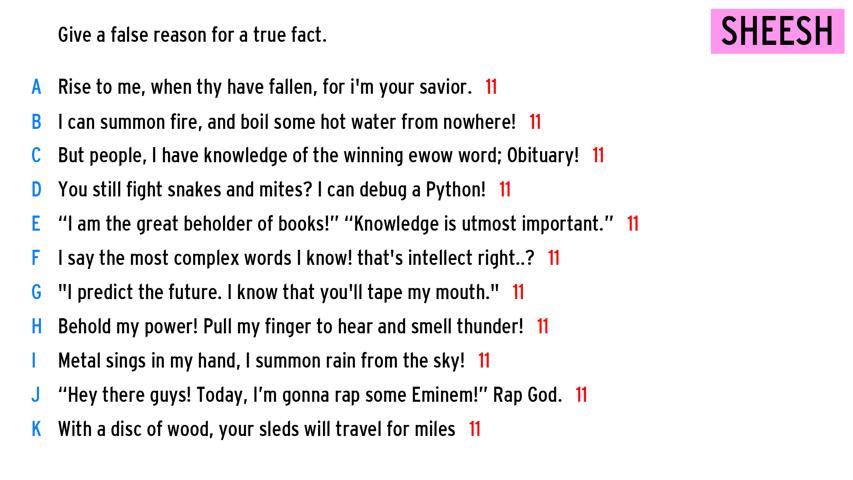 Give a false reason for a true fact.
SHEESH
A Rise to me, when thy have fallen, for i'm your savior. 11
B I can summon fire, and boil some hot water from nowhere! 11
C But people, I have knowledge of the winning ewow word; Obituary! 11
D You still fight snakes and mites? I can debug a Python! 11
E “I am the great beholder of books!” “Knowledge is utmost important.” 11
F I say the most complex words I know! that's intellect right..? 11
G "I predict the future. I know that you'll tape my mouth." 11
H Behold my power! Pull my finger to hear and smell thunder! 11
I Metal sings in my hand, I summon rain from the sky! 11
J “Hey there guys! Today, I’m gonna rap some Eminem!” Rap God. 11
K With a disc of wood, your sleds will travel for miles 11